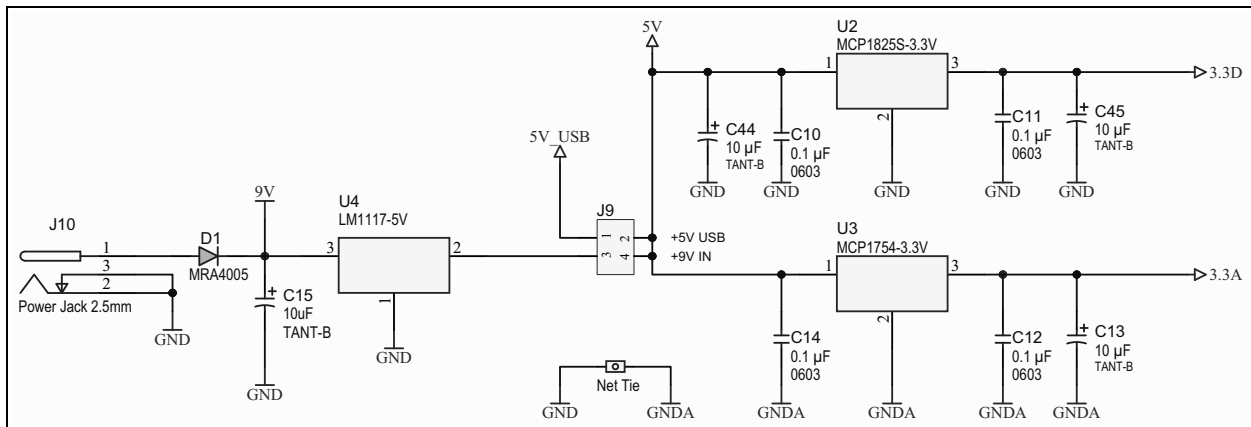 J10
1
3
2
Power Jack 2.5mm
GND
D1
MRA4005
9V
C15
+
10uF
TANT-B
GND
U4
LM1117-5V
3
2
1
GND
5V_USB
J9
1
2
3
4
+5V USB
+9V IN
5V
C44
+
10 µF
TANT-B
GND
C10
0.1 µF
0603
GND
U2
MCP1825S-3.3V
1
3
2
GND
C11
0.1 µF
0603
GND
C45
+
10 µF
TANT-B
GND
3.3D
U3
MCP1754-3.3V
1
3
2
GNDA
C14
0.1 µF
0603
GNDA
C12
0.1 µF
0603
GNDA
C13
+
10 µF
TANT-B
GNDA
3.3A
Net Tie
GND
GNDA